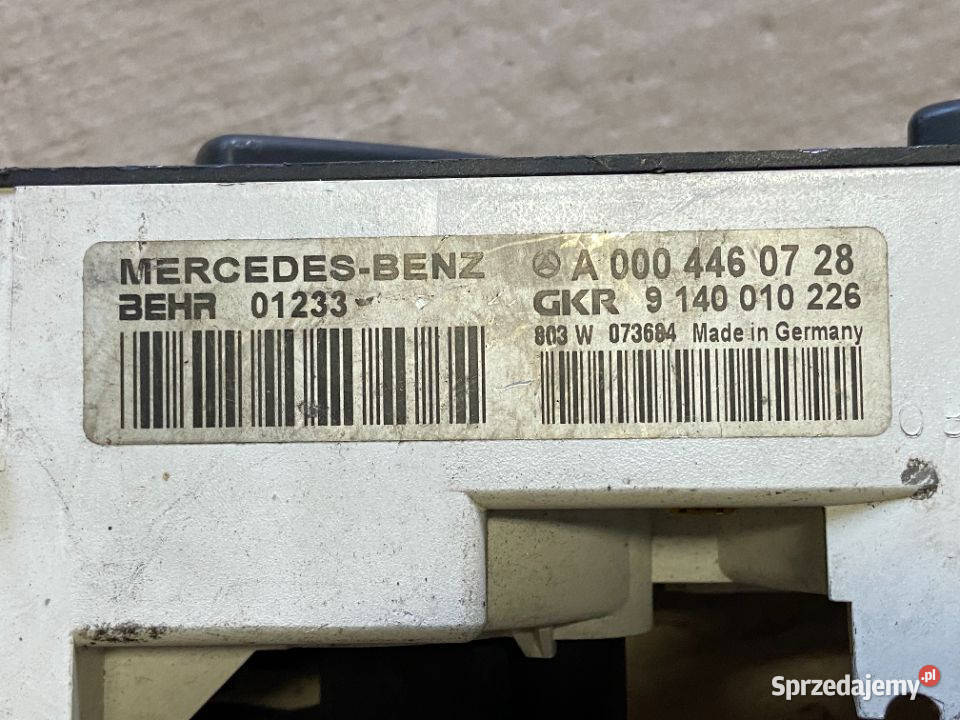 MERCEDES-BENZ A 000 446 07 28
BEHR 01233 GKR 9 140 010 226
803 W 073684 Made in Germany
Sprzedajemy.pl